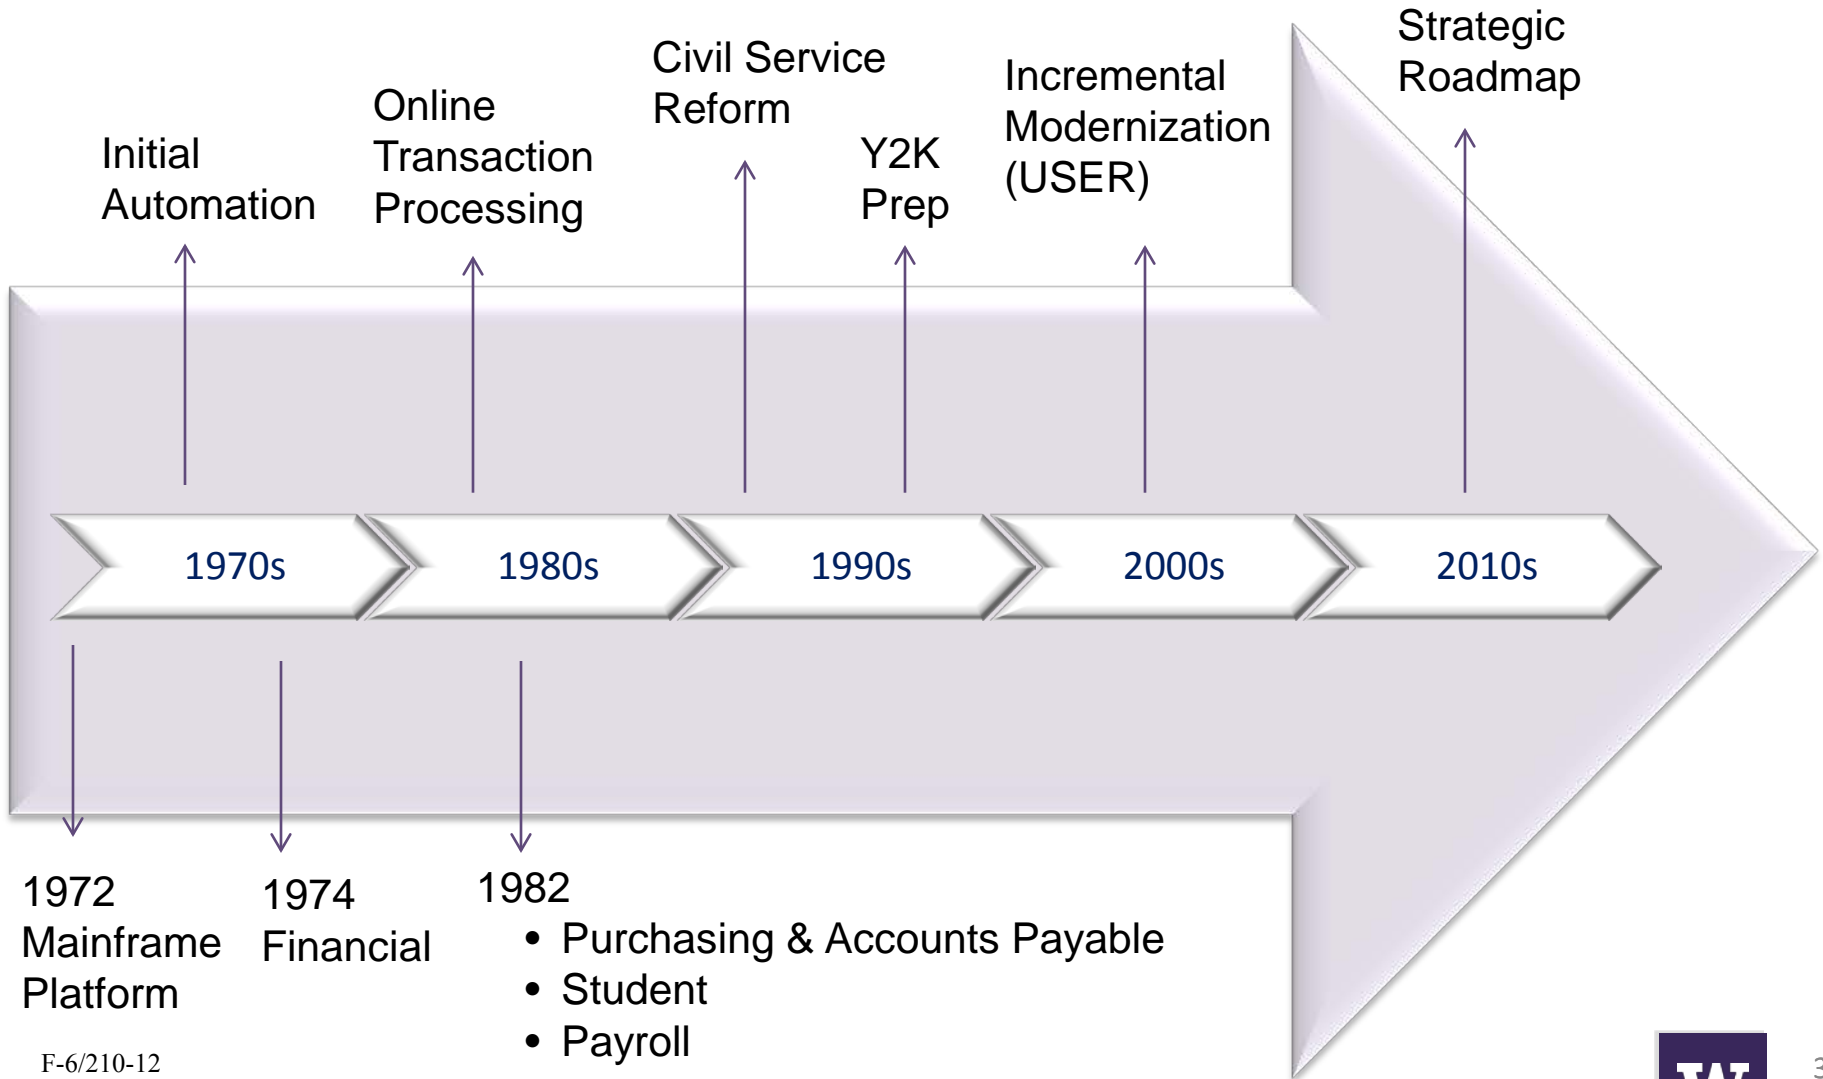 Initial
Automation
Online
Transaction
Processing
Civil Service
Reform
Y2K
Prep
Incremental
Modernization
(USER)
Strategic
Roadmap
1970s
1980s
1990s
2000s
2010s
1972
Mainframe
Platform
1974
Financial
1982
• Purchasing & Accounts Payable
• Student
• Payroll
F-6/210-12
W
3